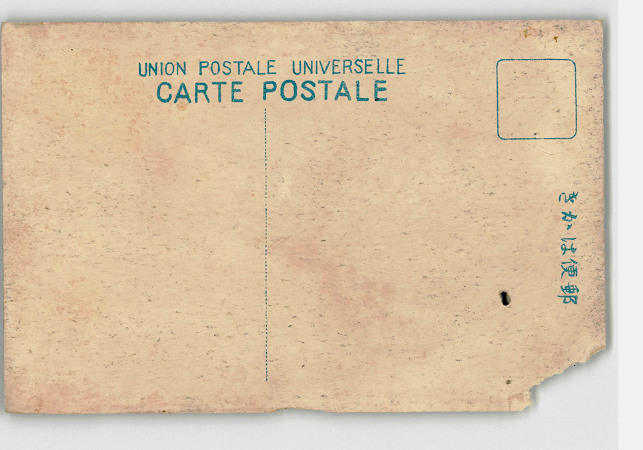 UNION POSTALE UNIVERSELLE
CARTE POSTALE
郵便はかき